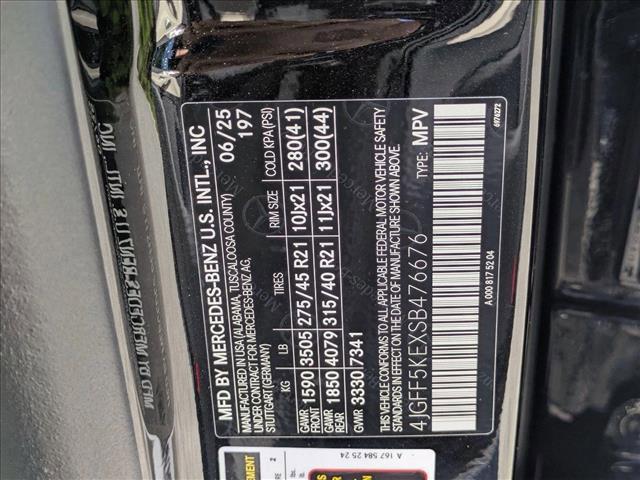 MFD BY MERCEDES-BENZ U.S. INTL., INC
MANUFACTURED IN USA (ALABAMA, TUSCALOOSA COUNTY)
UNDER CONTRACT FOR MERCEDES-BENZ AG,
STUTTGART (GERMANY)
06/25
197
KG LB TIRES RIM SIZE COLD KPA(PSI)
GAWR FRONT 1590 3505 275/45 R21 10Jx21 280(41)
GAWR REAR 1850 4079 315/40 R21 11Jx21 300(44)
GVWR 3330 7341
THIS VEHICLE CONFORMS TO ALL APPLICABLE FEDERAL MOTOR VEHICLE SAFETY
STANDARDS IN EFFECT ON THE DATE OF MANUFACTURE SHOWN ABOVE.
4JGFF5KEXSB476676 TYPE: MPV
A 000 817 52 04
6976272
A 167 584 25 24